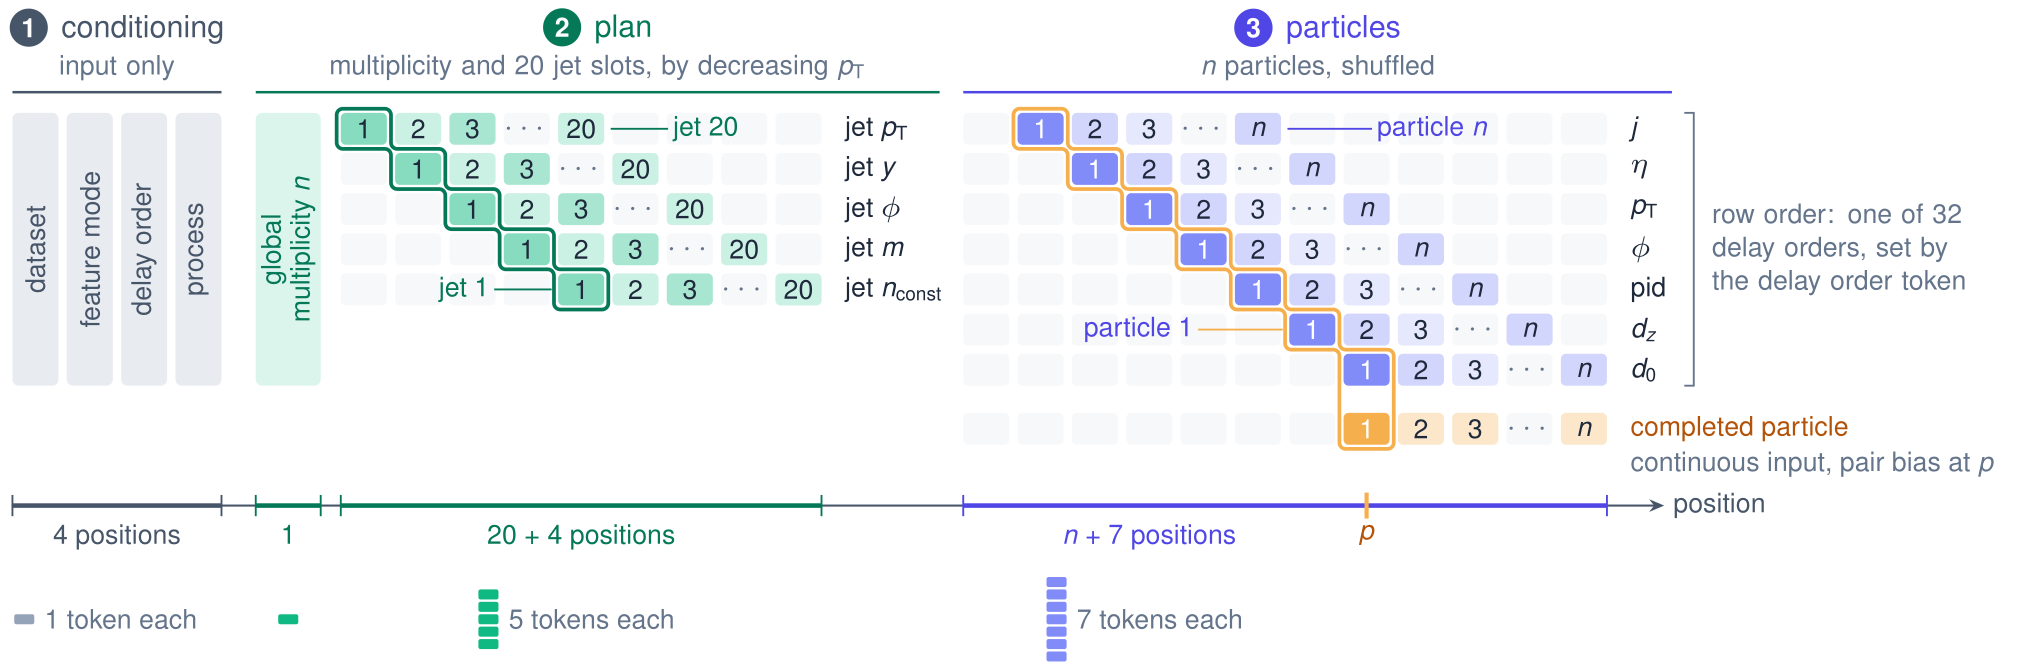 1 conditioning
input only
2 plan
multiplicity and 20 jet slots, by decreasing pT
3 particles
n particles, shuffled
dataset
feature mode
delay order
process
global
multiplicity n
1 2 3 ··· 20 jet 20 jet pT
1 2 3 ··· 20 jet y
1 2 3 ··· 20 jet ϕ
1 2 3 ··· 20 jet m
jet 1 1 2 3 ··· 20 jet nconst
1 2 3 ··· n particle n j
1 2 3 ··· n η
1 2 3 ··· n pT
1 2 3 ··· n ϕ
1 2 3 ··· n pid
particle 1 1 2 3 ··· n dz
1 2 3 ··· n d0
1 2 3 ··· n completed particle
continuous input, pair bias at p
row order: one of 32
delay orders, set by
the delay order token
position
4 positions
1
20 + 4 positions
n + 7 positions
p
1 token each
5 tokens each
7 tokens each